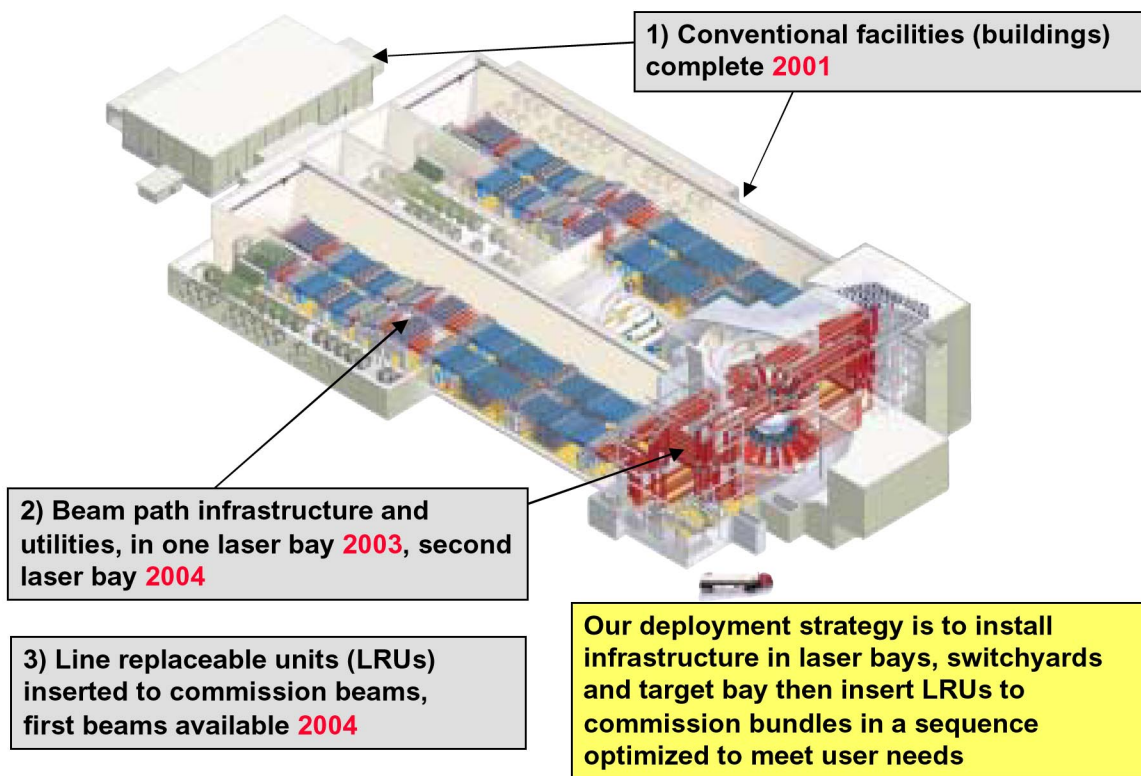 1) Conventional facilities (buildings)
complete 2001
2) Beam path infrastructure and
utilities, in one laser bay 2003, second
laser bay 2004
3) Line replaceable units (LRUs)
inserted to commission beams,
first beams available 2004
Our deployment strategy is to install
infrastructure in laser bays, switchyards
and target bay then insert LRUs to
commission bundles in a sequence
optimized to meet user needs